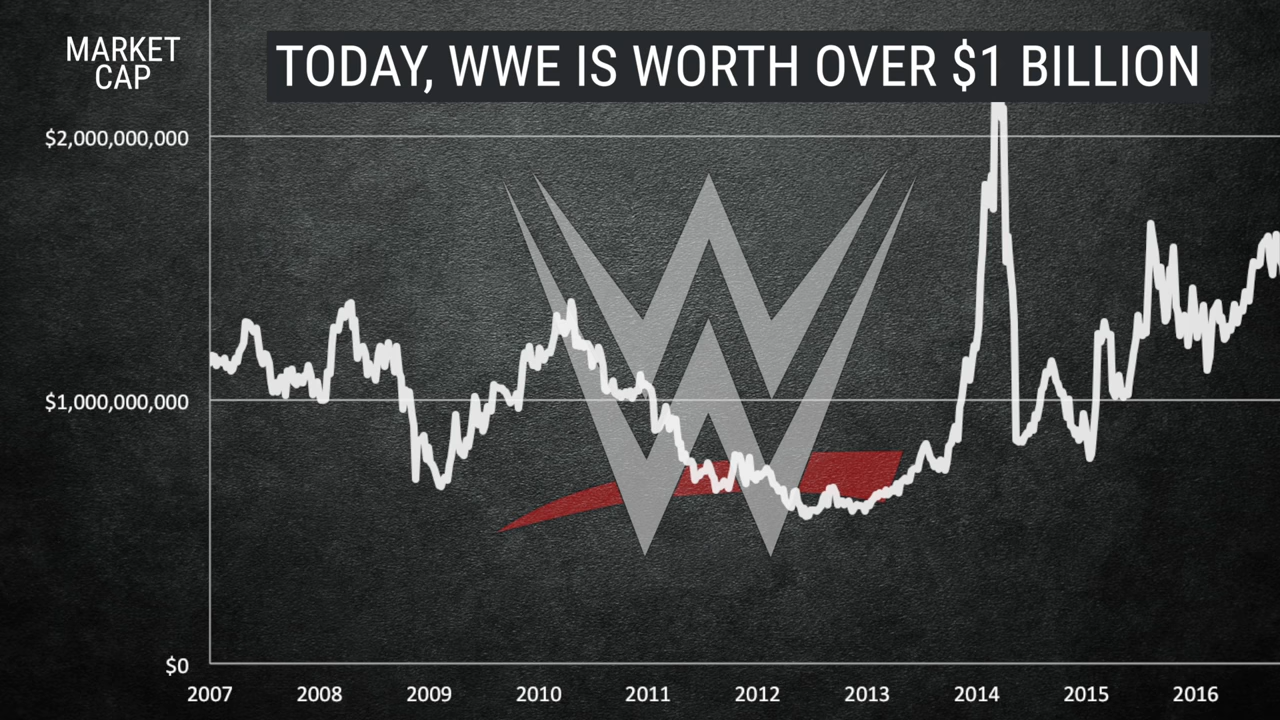 MARKET
CAP
TODAY, WWE IS WORTH OVER $1 BILLION
$2,000,000,000
$1,000,000,000
$0
2007 2008 2009 2010 2011 2012 2013 2014 2015 2016